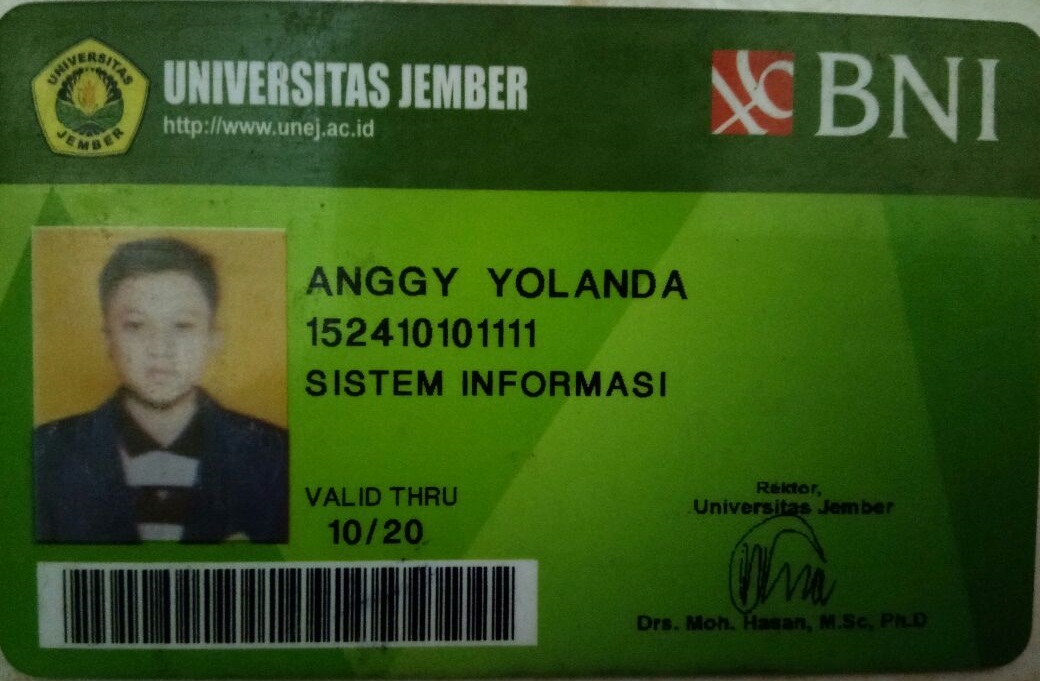 UNIVERSITAS JEMBER
UNIVERSITAS JEMBER
http://www.unej.ac.id
BNI
ANGGY YOLANDA
152410101111
SISTEM INFORMASI
VALID THRU
10/20
Rektor,
Universitas Jember
Drs. Moh. Hasan, M.Sc, Ph.D